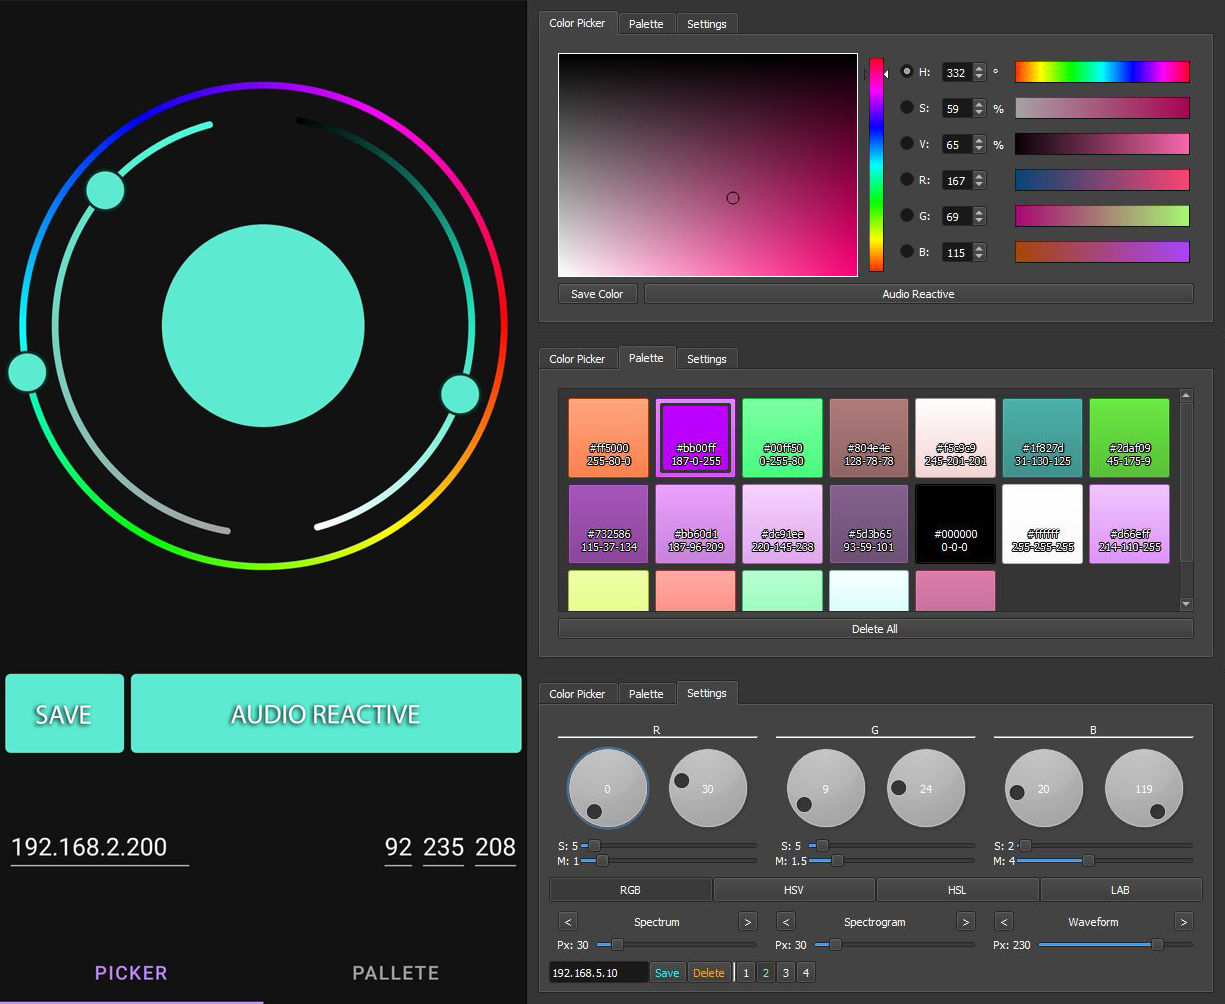 SAVE
AUDIO REACTIVE
192.168.2.200
92 235 208
PICKER
PALLETE
Color Picker Palette Settings
H: 332 °
S: 59 %
V: 65 %
R: 167
G: 69
B: 115
Save Color
Audio Reactive
Color Picker Palette Settings
#ff5000
255-80-0
#bb00ff
187-0-255
#00ff50
0-255-80
#804e4e
128-78-78
#f5c9c9
245-201-201
#1f827d
31-130-125
#2daf09
45-175-9
#732586
115-37-134
#bb60d1
187-96-209
#dc91ee
220-145-238
#5d3b65
93-59-101
#000000
0-0-0
#ffffff
255-255-255
#d66eff
214-110-255
Delete All
Color Picker Palette Settings
R G B
0 30 9 24 20 119
S: 5 S: 5 S: 2
M: 1 M: 1.5 M: 4
RGB HSV HSL LAB
< Spectrum > < Spectrogram > < Waveform >
Px: 30 Px: 30 Px: 230
192.168.5.10 Save Delete 1 2 3 4